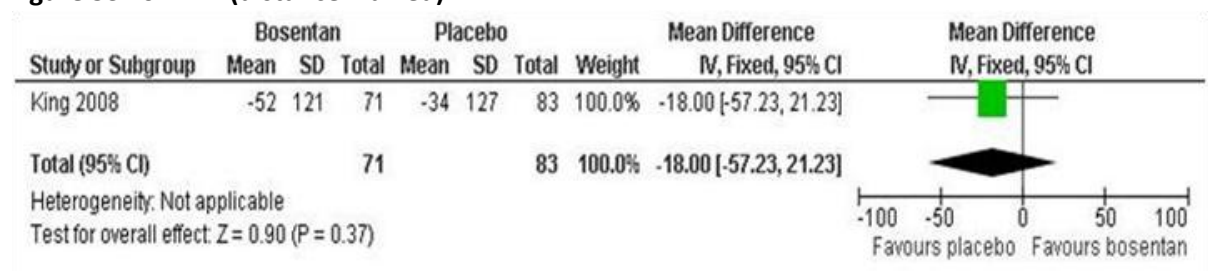 Bosentan Placebo Mean Difference Mean Difference
Study or Subgroup Mean SD Total Mean SD Total Weight IV, Fixed, 95% CI IV, Fixed, 95% CI
King 2008 -52 121 71 -34 127 83 100.0% -18.00 [-57.23, 21.23]
Total (95% CI) 71 83 100.0% -18.00 [-57.23, 21.23]
Heterogeneity: Not applicable
Test for overall effect: Z = 0.90 (P = 0.37)
-100 -50 0 50 100
Favours placebo Favours bosentan